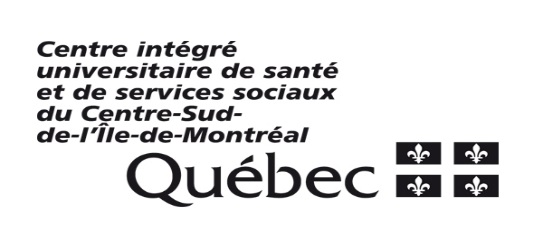 Centre intégré
universitaire de santé
et de services sociaux
du Centre-Sud-
de-l'Île-de-Montréal
Québec